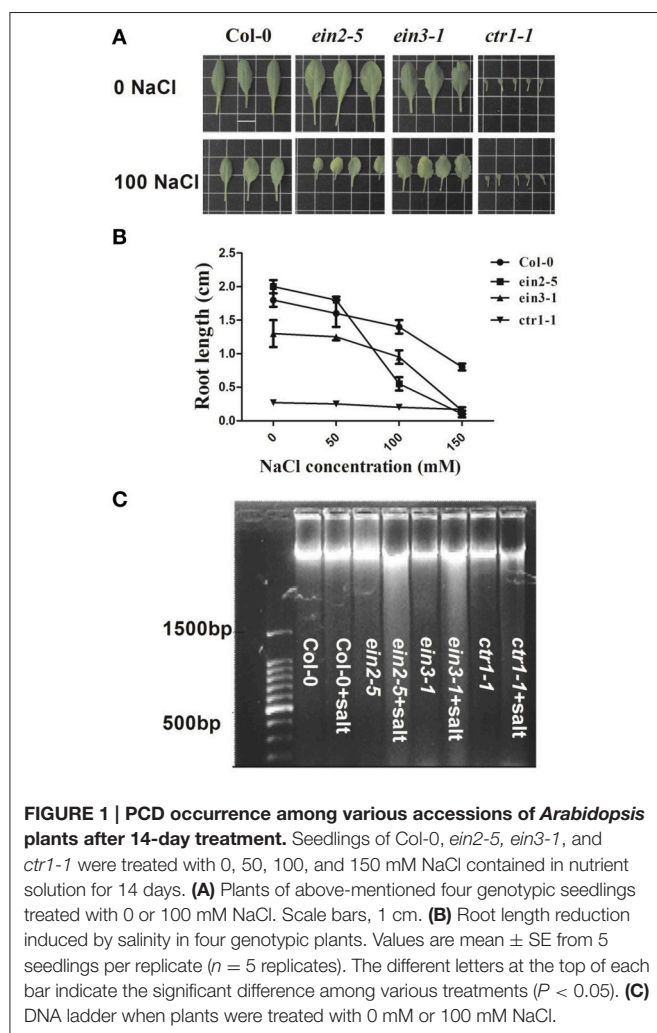 A
Col-0 ein2-5 ein3-1 ctr1-1
0 NaCl
100 NaCl
B
Root length (cm)
2.5
2.0
1.5
1.0
0.5
0.0
0 50 100 150
NaCl concentration (mM)
Col-0
ein2-5
ein3-1
ctr1-1
C
1500bp
500bp
Col-0
Col-0+salt
ein2-5
ein2-5+salt
ein3-1
ein3-1+salt
ctr1-1
ctr1-1+salt
FIGURE 1 | PCD occurrence among various accessions of Arabidopsis
plants after 14-day treatment. Seedlings of Col-0, ein2-5, ein3-1, and
ctr1-1 were treated with 0, 50, 100, and 150 mM NaCl contained in nutrient
solution for 14 days. (A) Plants of above-mentioned four genotypic seedlings
treated with 0 or 100 mM NaCl. Scale bars, 1 cm. (B) Root length reduction
induced by salinity in four genotypic plants. Values are mean ± SE from 5
seedlings per replicate (n = 5 replicates). The different letters at the top of each
bar indicate the significant difference among various treatments (P < 0.05). (C)
DNA ladder when plants were treated with 0 mM or 100 mM NaCl.